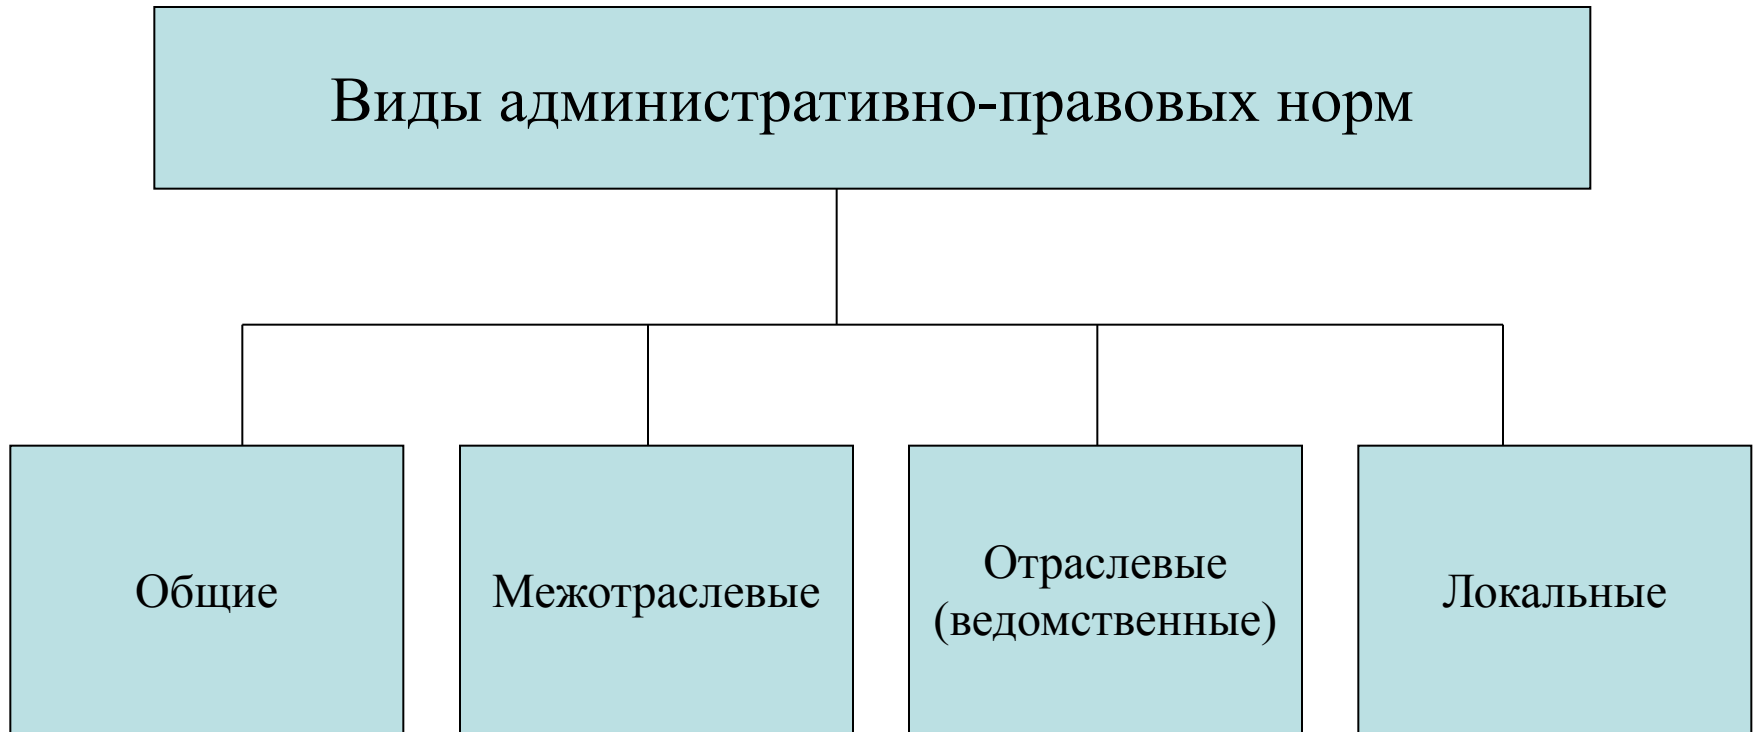 Виды административно-правовых норм
Общие
Межотраслевые
Отраслевые
(ведомственные)
Локальные